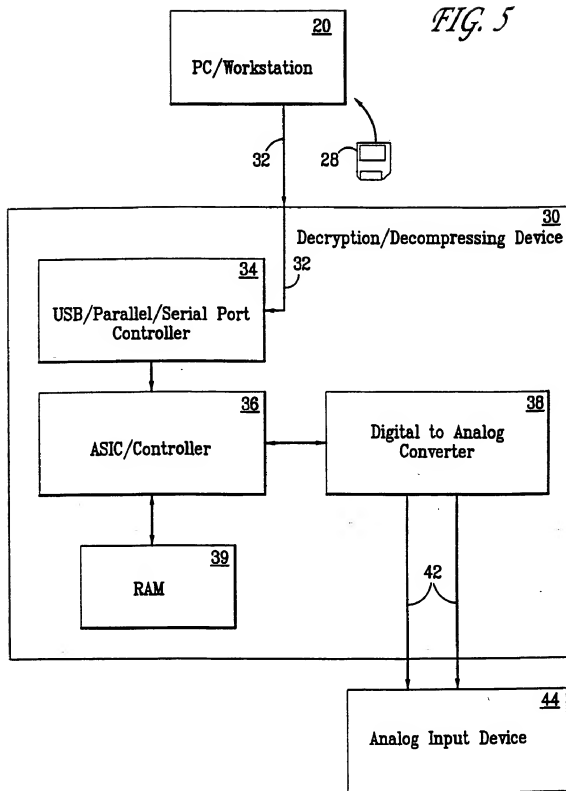 FIG. 5
20
PC/Workstation
32
28
30
Decryption/Decompressing Device
34
32
USB/Parallel/Serial Port
Controller
36
ASIC/Controller
38
Digital to Analog
Converter
39
RAM
42
44
Analog Input Device